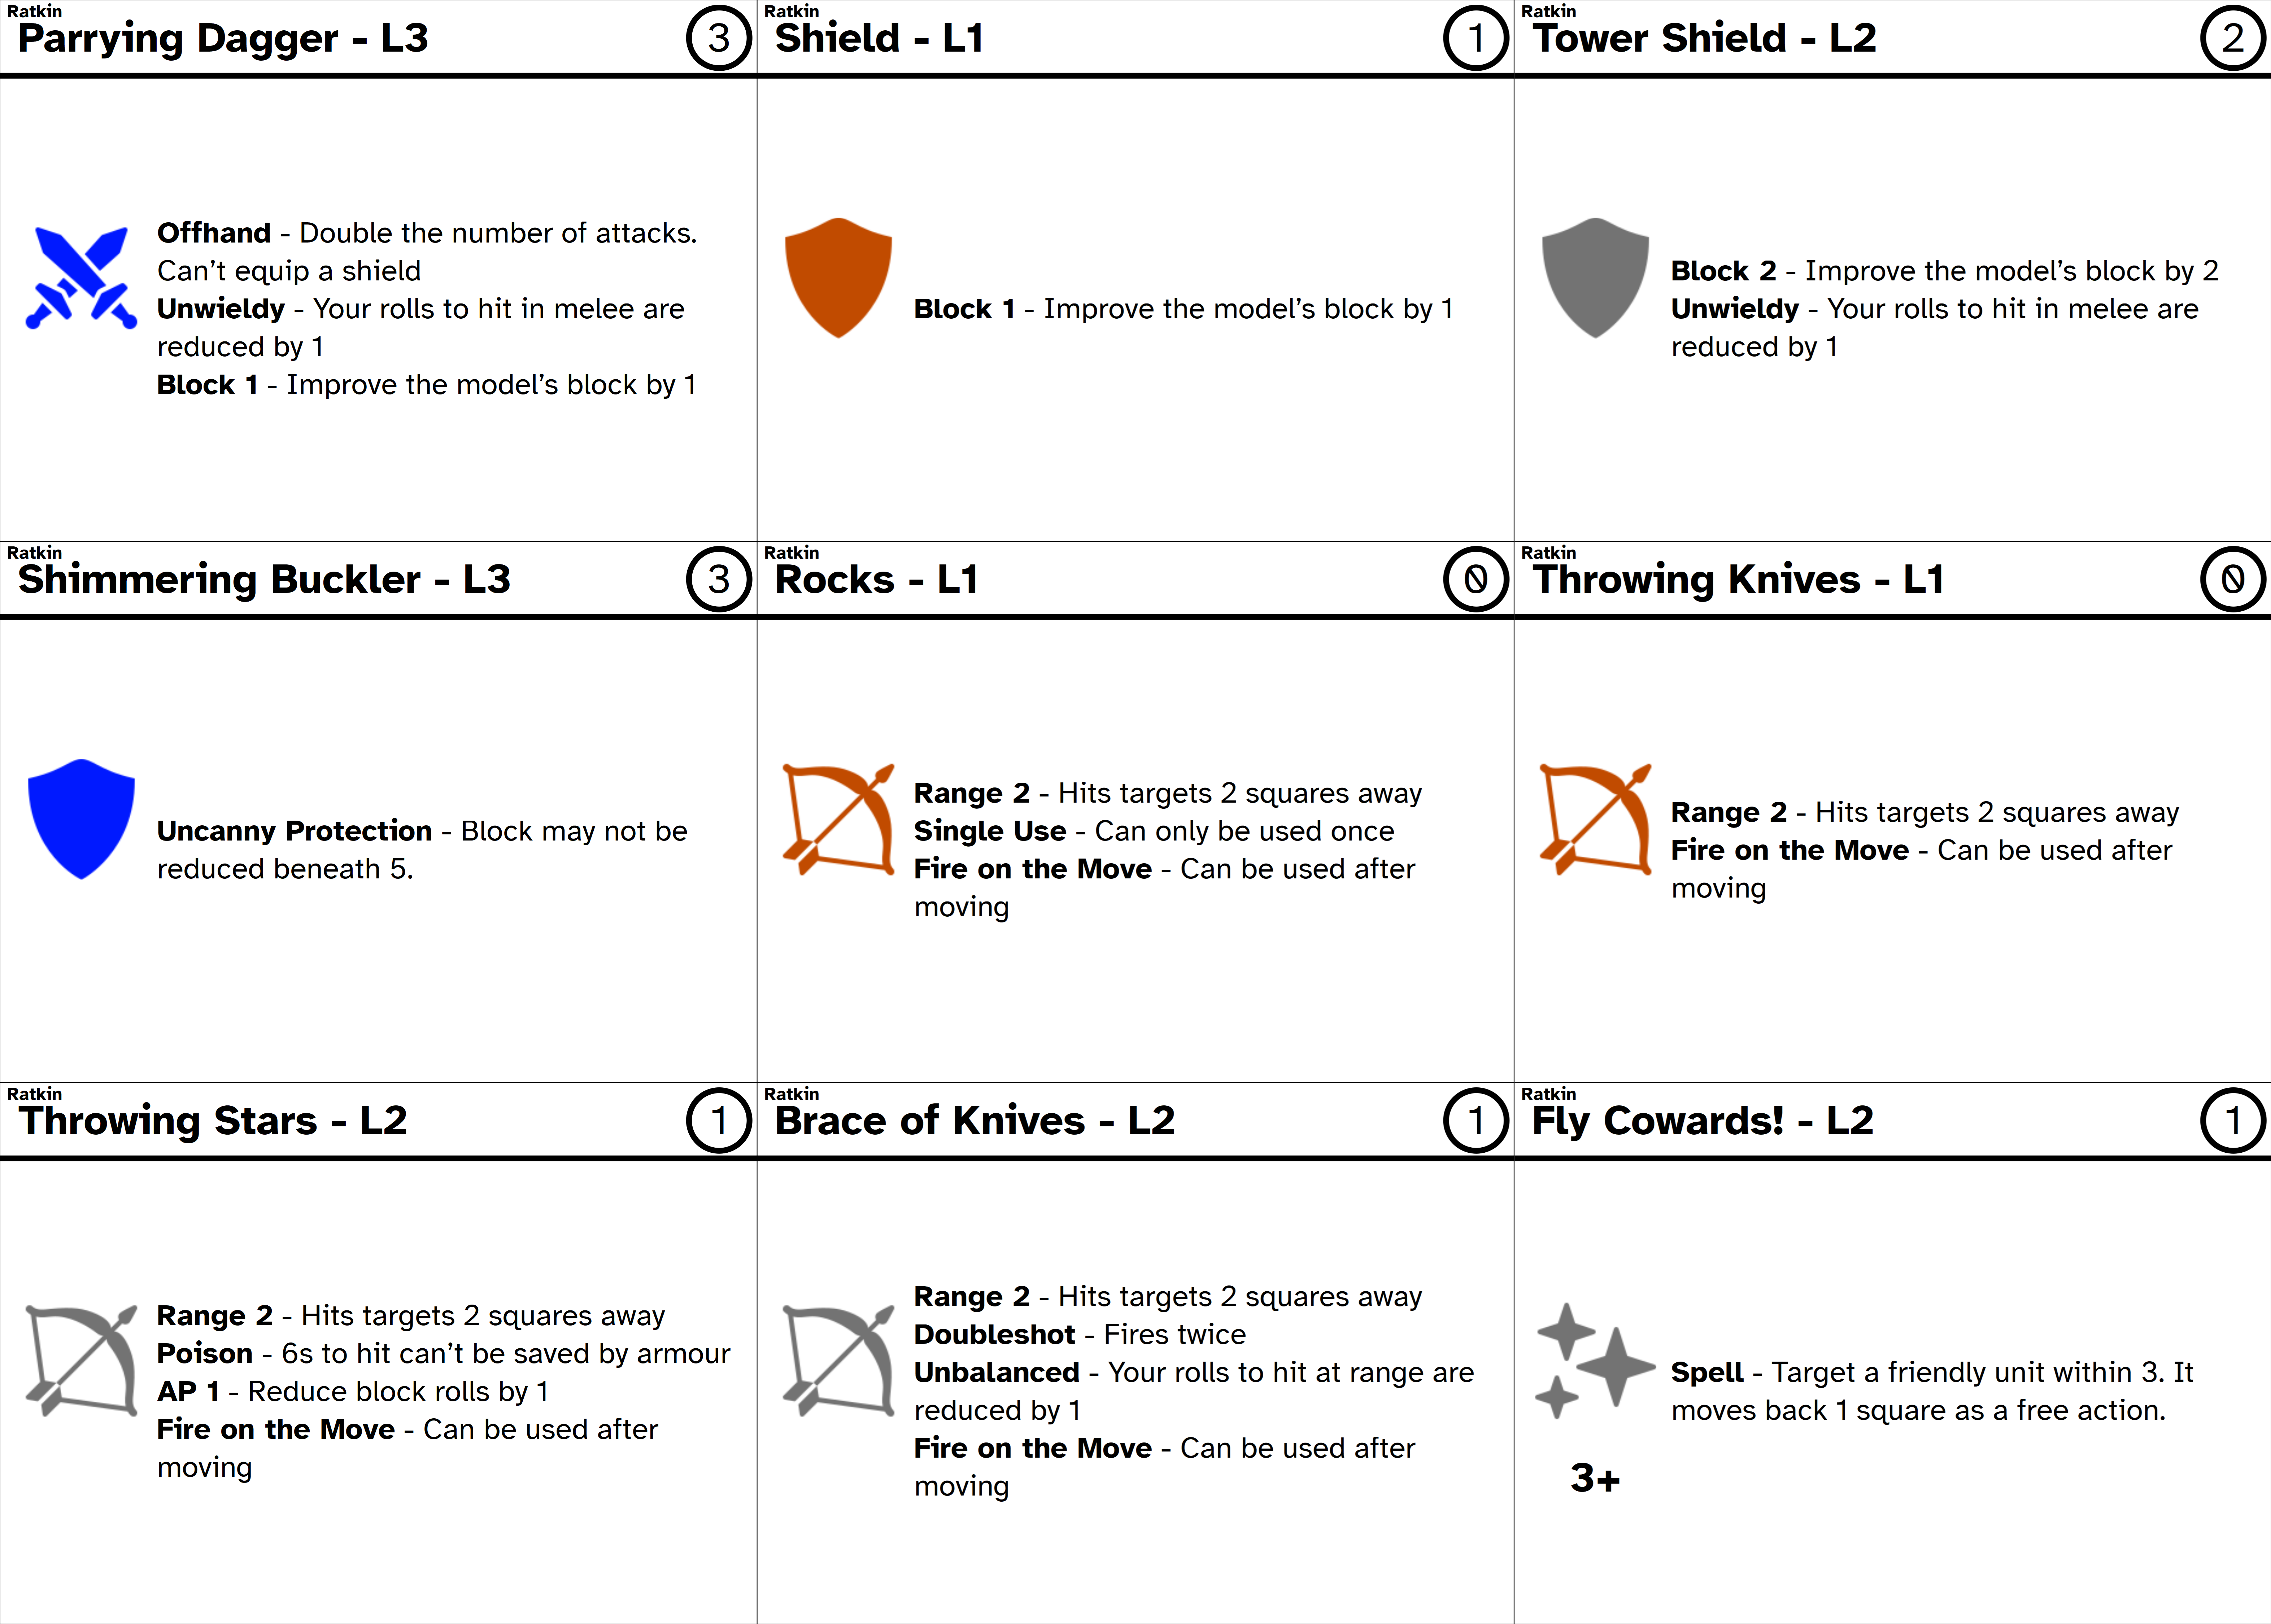 Ratkin
Parrying Dagger - L3
3
Offhand - Double the number of attacks.
Can’t equip a shield
Unwieldy - Your rolls to hit in melee are
reduced by 1
Block 1 - Improve the model’s block by 1
Ratkin
Shield - L1
1
Block 1 - Improve the model’s block by 1
Ratkin
Tower Shield - L2
2
Block 2 - Improve the model’s block by 2
Unwieldy - Your rolls to hit in melee are
reduced by 1
Ratkin
Shimmering Buckler - L3
3
Uncanny Protection - Block may not be
reduced beneath 5.
Ratkin
Rocks - L1
0
Range 2 - Hits targets 2 squares away
Single Use - Can only be used once
Fire on the Move - Can be used after
moving
Ratkin
Throwing Knives - L1
0
Range 2 - Hits targets 2 squares away
Fire on the Move - Can be used after
moving
Ratkin
Throwing Stars - L2
1
Range 2 - Hits targets 2 squares away
Poison - 6s to hit can’t be saved by armour
AP 1 - Reduce block rolls by 1
Fire on the Move - Can be used after
moving
Ratkin
Brace of Knives - L2
1
Range 2 - Hits targets 2 squares away
Doubleshot - Fires twice
Unbalanced - Your rolls to hit at range are
reduced by 1
Fire on the Move - Can be used after
moving
Ratkin
Fly Cowards! - L2
1
Spell - Target a friendly unit within 3. It
moves back 1 square as a free action.
3+